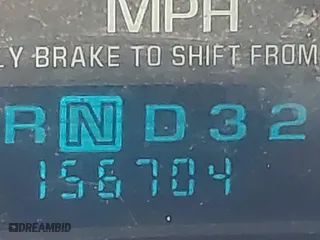 MPH
LY BRAKE TO SHIFT FROM
R N D 3 2
156704
DREAMBID